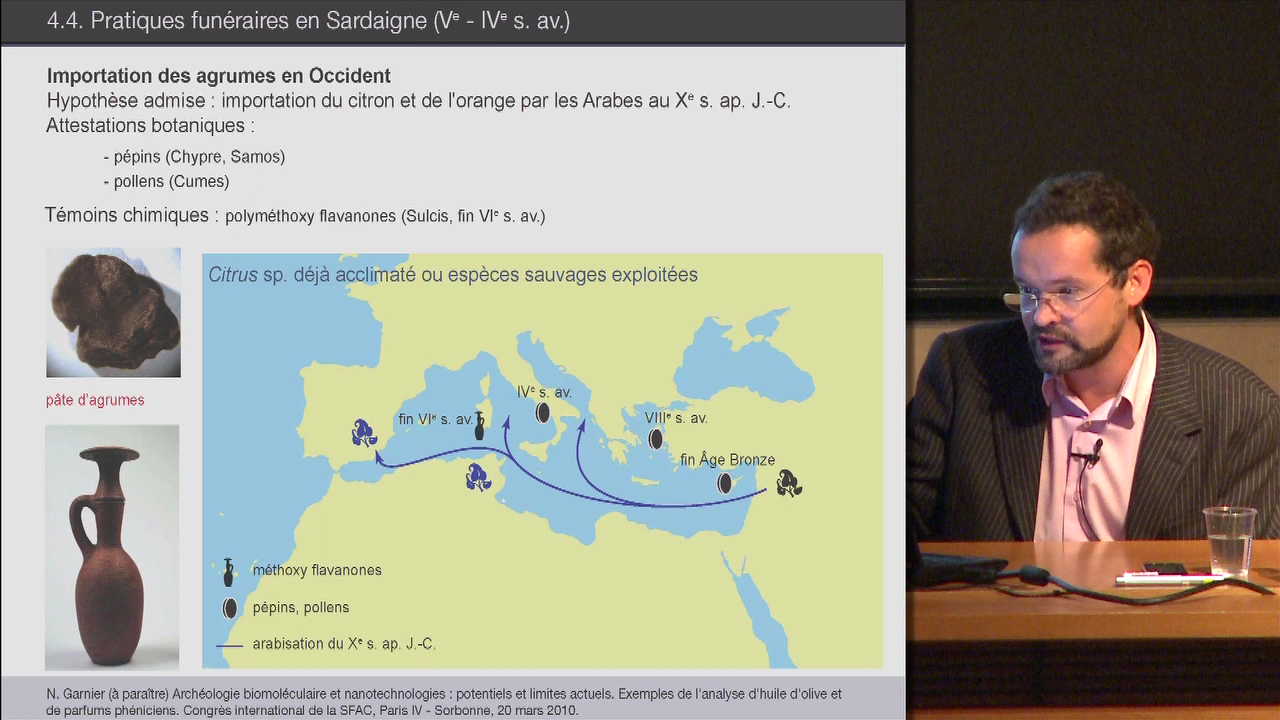 4.4. Pratiques funéraires en Sardaigne (Vᵉ - IVᵉ s. av.)
Importation des agrumes en Occident
Hypothèse admise : importation du citron et de l'orange par les Arabes au Xᵉ s. ap. J.-C.
Attestations botaniques :
- pépins (Chypre, Samos)
- pollens (Cumes)
Témoins chimiques : polyméthoxy flavanones (Sulcis, fin VIᵉ s. av.)
Citrus sp. déjà acclimaté ou espèces sauvages exploitées
pâte d'agrumes
IVᵉ s. av.
fin VIᵉ s. av.
VIIIᵉ s. av.
fin Âge Bronze
méthoxy flavanones
pépins, pollens
arabisation du Xᵉ s. ap. J.-C.
N. Garnier (à paraître) Archéologie biomoléculaire et nanotechnologies : potentiels et limites actuels. Exemples de l'analyse d'huile d'olive et
de parfums phéniciens. Congrès international de la SFAC, Paris IV - Sorbonne, 20 mars 2010.